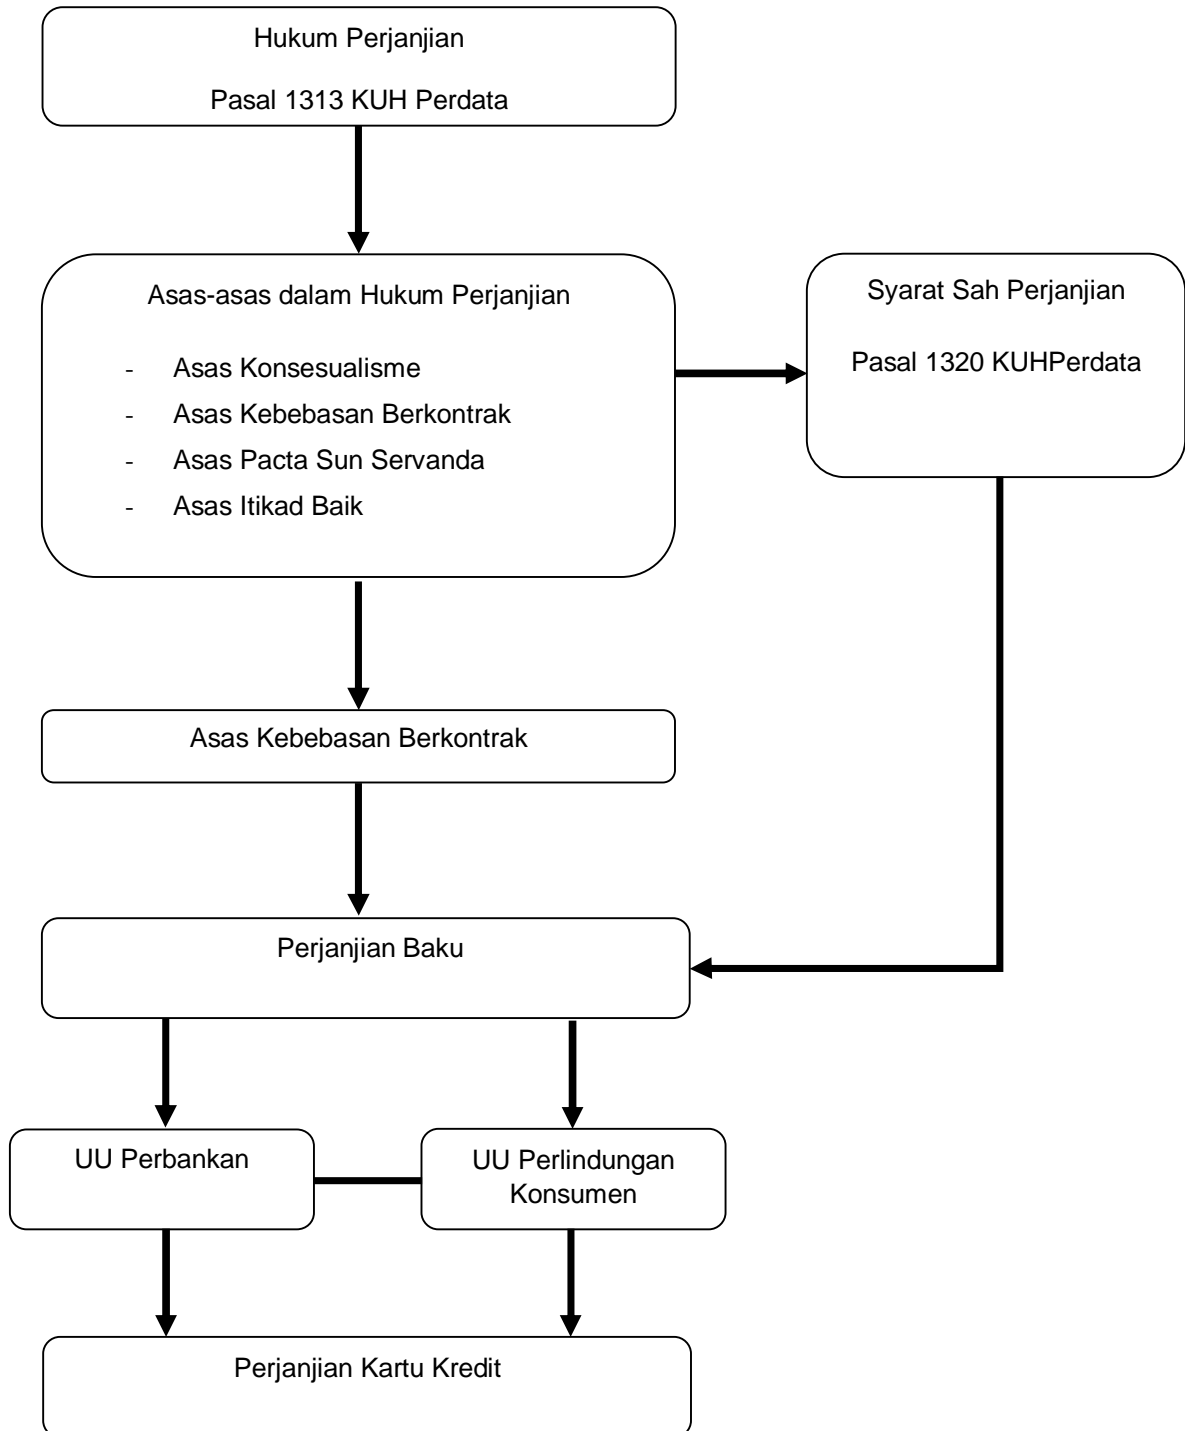 Hukum Perjanjian
Pasal 1313 KUH Perdata
Asas-asas dalam Hukum Perjanjian
- Asas Konsesualisme
- Asas Kebebasan Berkontrak
- Asas Pacta Sun Servanda
- Asas Itikad Baik
Syarat Sah Perjanjian
Pasal 1320 KUHPerdata
Asas Kebebasan Berkontrak
Perjanjian Baku
UU Perbankan
UU Perlindungan
Konsumen
Perjanjian Kartu Kredit